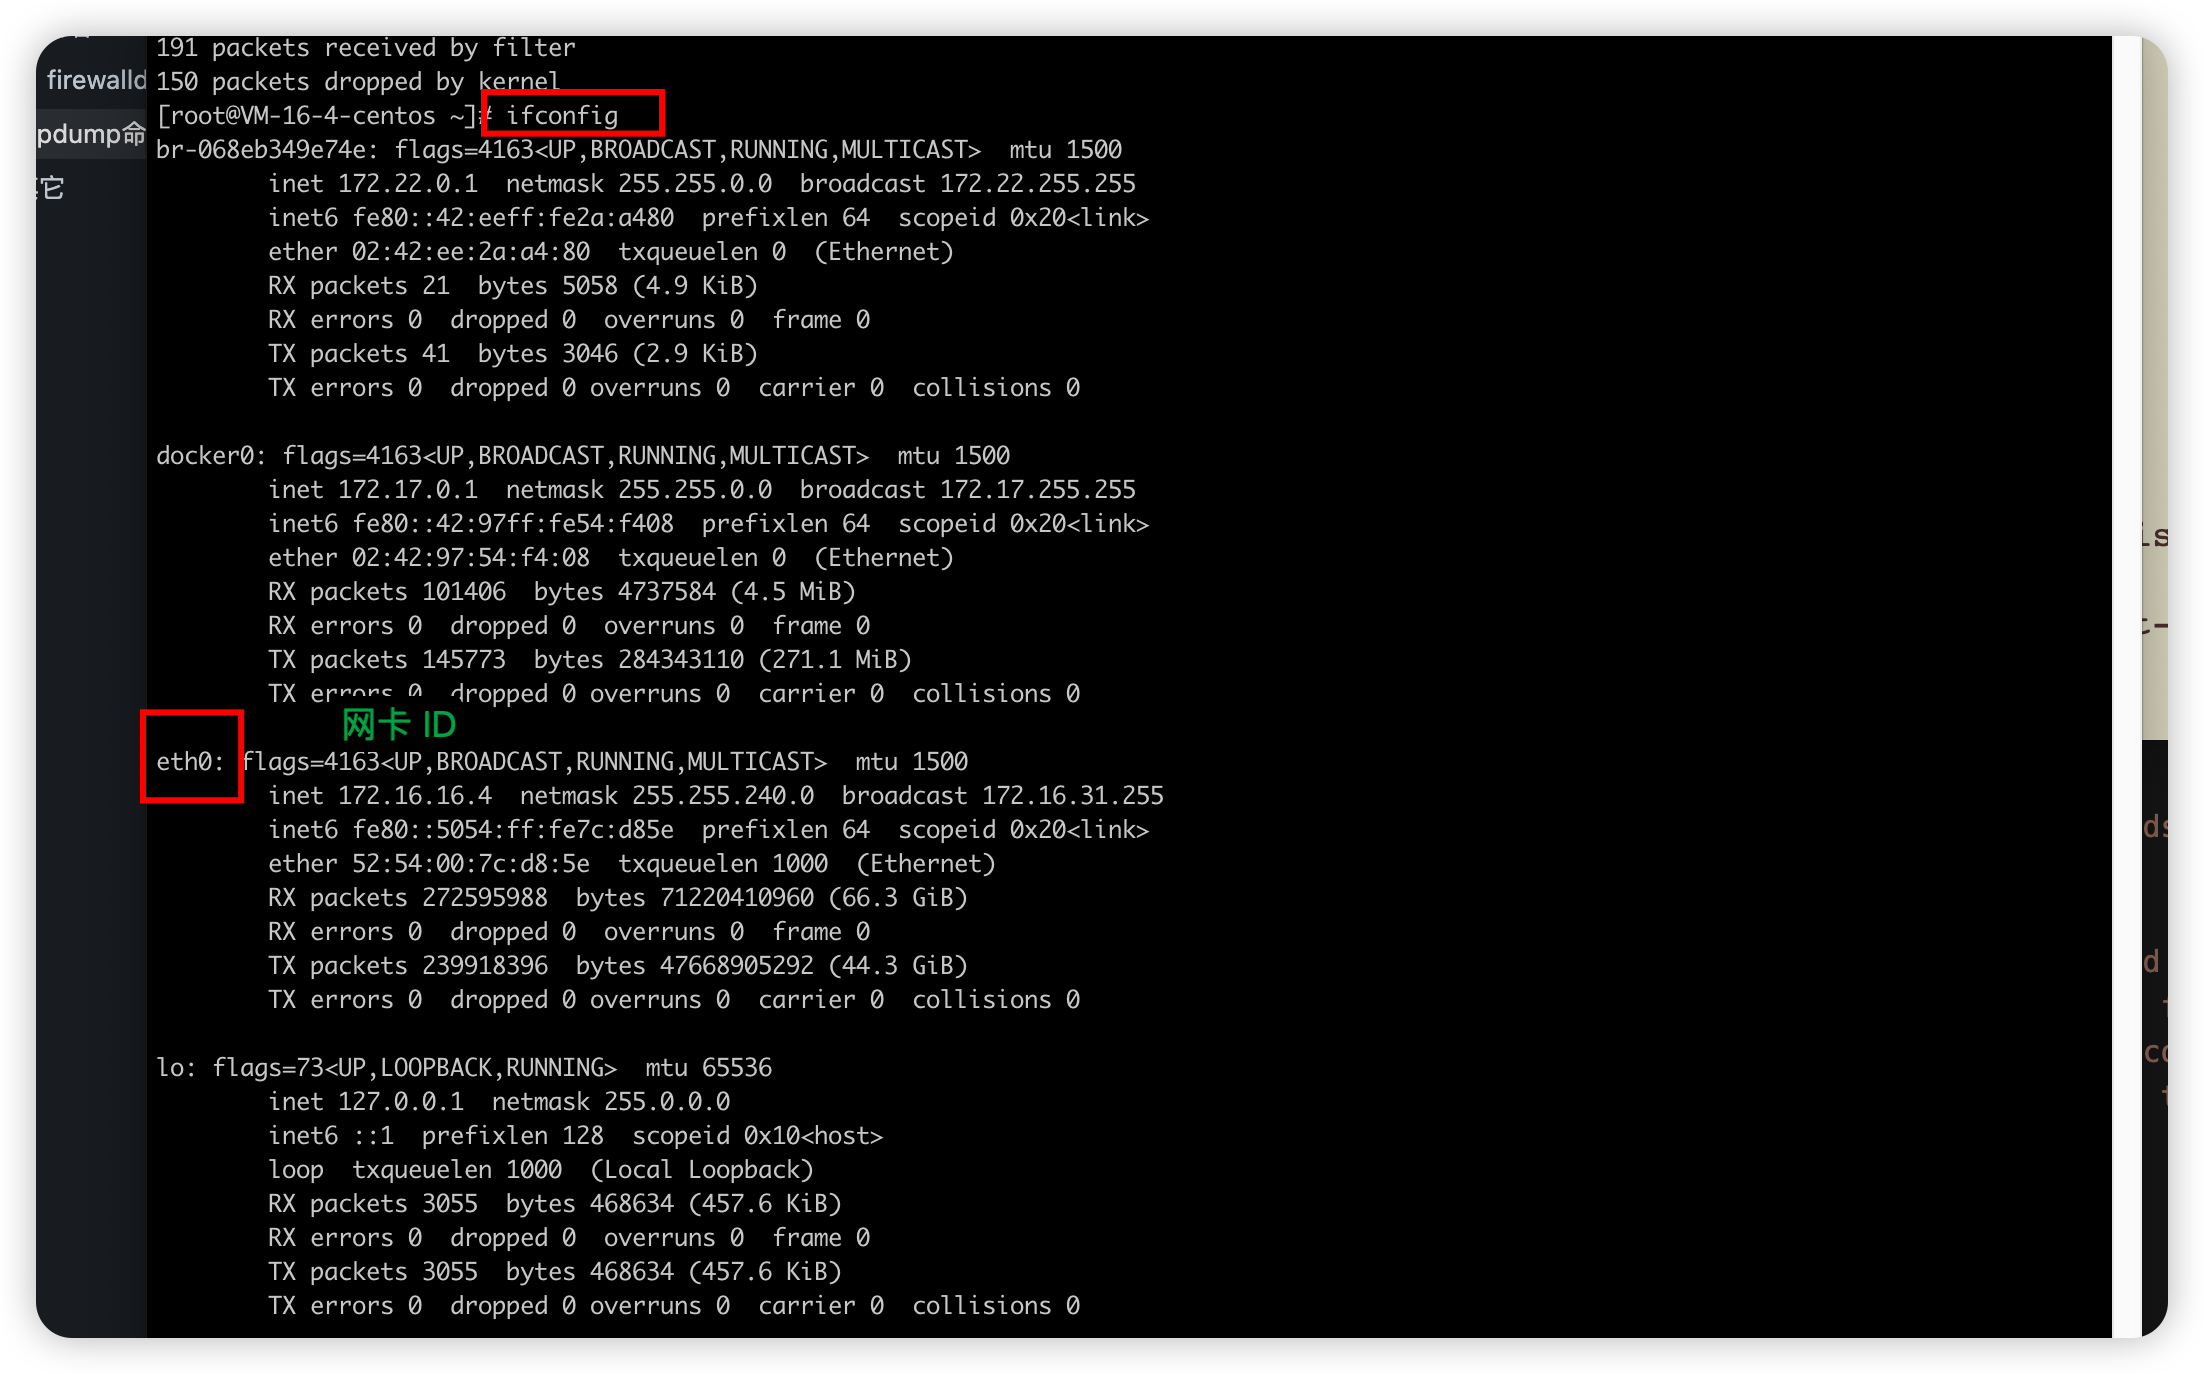 191 packets received by filter
150 packets dropped by kernel
[root@VM-16-4-centos ~]# ifconfig
br-068eb349e74e: flags=4163<UP,BROADCAST,RUNNING,MULTICAST>  mtu 1500
        inet 172.22.0.1  netmask 255.255.0.0  broadcast 172.22.255.255
        inet6 fe80::42:eeff:fe2a:a480  prefixlen 64  scopeid 0x20<link>
        ether 02:42:ee:2a:a4:80  txqueuelen 0  (Ethernet)
        RX packets 21  bytes 5058 (4.9 KiB)
        RX errors 0  dropped 0  overruns 0  frame 0
        TX packets 41  bytes 3046 (2.9 KiB)
        TX errors 0  dropped 0 overruns 0  carrier 0  collisions 0
docker0: flags=4163<UP,BROADCAST,RUNNING,MULTICAST>  mtu 1500
        inet 172.17.0.1  netmask 255.255.0.0  broadcast 172.17.255.255
        inet6 fe80::42:97ff:fe54:f408  prefixlen 64  scopeid 0x20<link>
        ether 02:42:97:54:f4:08  txqueuelen 0  (Ethernet)
        RX packets 101406  bytes 4737584 (4.5 MiB)
        RX errors 0  dropped 0  overruns 0  frame 0
        TX packets 145773  bytes 284343110 (271.1 MiB)
        TX errors 0  dropped 0 overruns 0  carrier 0  collisions 0
网卡 ID
eth0: flags=4163<UP,BROADCAST,RUNNING,MULTICAST>  mtu 1500
        inet 172.16.16.4  netmask 255.255.240.0  broadcast 172.16.31.255
        inet6 fe80::5054:ff:fe7c:d85e  prefixlen 64  scopeid 0x20<link>
        ether 52:54:00:7c:d8:5e  txqueuelen 1000  (Ethernet)
        RX packets 272595988  bytes 71220410960 (66.3 GiB)
        RX errors 0  dropped 0  overruns 0  frame 0
        TX packets 239918396  bytes 47668905292 (44.3 GiB)
        TX errors 0  dropped 0 overruns 0  carrier 0  collisions 0
lo: flags=73<UP,LOOPBACK,RUNNING>  mtu 65536
        inet 127.0.0.1  netmask 255.0.0.0
        inet6 ::1  prefixlen 128  scopeid 0x10<host>
        loop  txqueuelen 1000  (Local Loopback)
        RX packets 3055  bytes 468634 (457.6 KiB)
        RX errors 0  dropped 0  overruns 0  frame 0
        TX packets 3055  bytes 468634 (457.6 KiB)
        TX errors 0  dropped 0 overruns 0  carrier 0  collisions 0
firewalld
pdump命
它